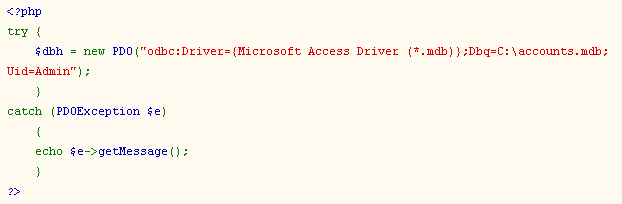 <?php
try {
    $dbh = new PDO("odbc:Driver={Microsoft Access Driver (*.mdb)};Dbq=C:\accounts.mdb;
Uid=Admin");
    }
catch (PDOException $e)
    {
    echo $e->getMessage();
    }
?>